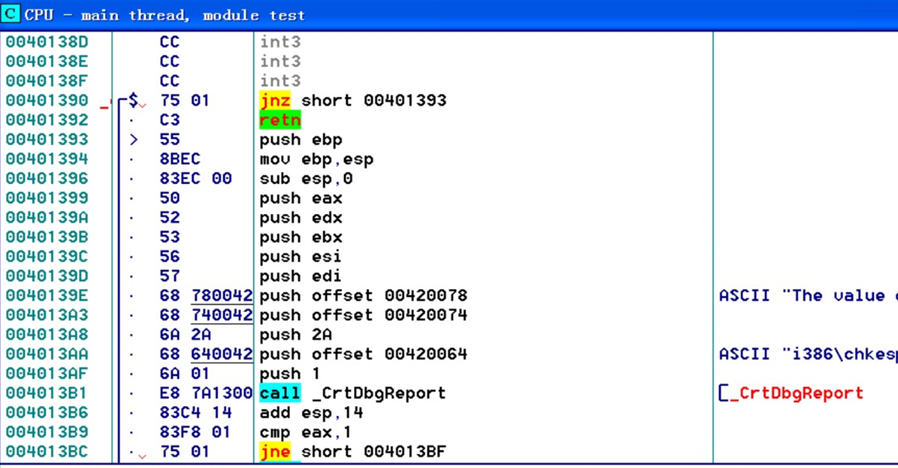 C CPU - main thread, module test
0040138D CC int3
0040138E CC int3
0040138F CC int3
00401390 $ 75 01 jnz short 00401393
00401392 . C3 retn
00401393 > 55 push ebp
00401394 . 8BEC mov ebp,esp
00401396 . 83EC 00 sub esp,0
00401399 . 50 push eax
0040139A . 52 push edx
0040139B . 53 push ebx
0040139C . 56 push esi
0040139D . 57 push edi
0040139E . 68 780042 push offset 00420078 ASCII "The value
004013A3 . 68 740042 push offset 00420074
004013A8 . 6A 2A push 2A
004013AA . 68 640042 push offset 00420064 ASCII "i386\chkesp
004013AF . 6A 01 push 1
004013B1 . E8 7A1300 call _CrtDbgReport [_CrtDbgReport
004013B6 . 83C4 14 add esp,14
004013B9 . 83F8 01 cmp eax,1
004013BC . 75 01 jne short 004013BF